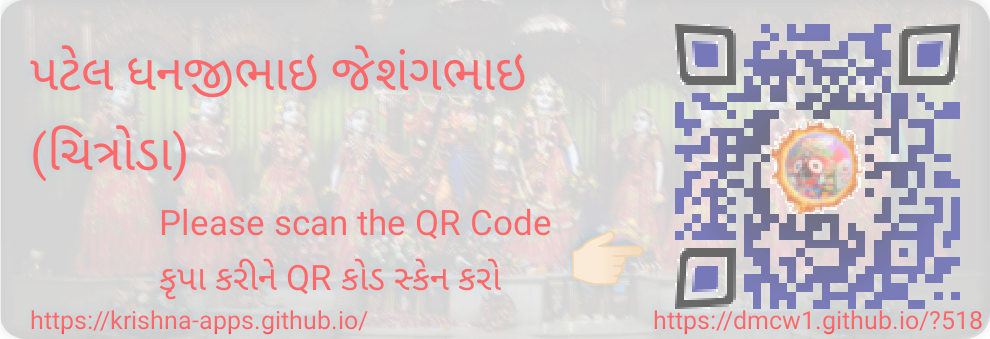 પટેલ ધનજીભાઇ જેશંગભાઇ
(ચિત્રોડા)
Please scan the QR Code
કૃપા કરીને QR કોડ સ્કેન કરો
https://krishna-apps.github.io/
https://dmcw1.github.io/?518